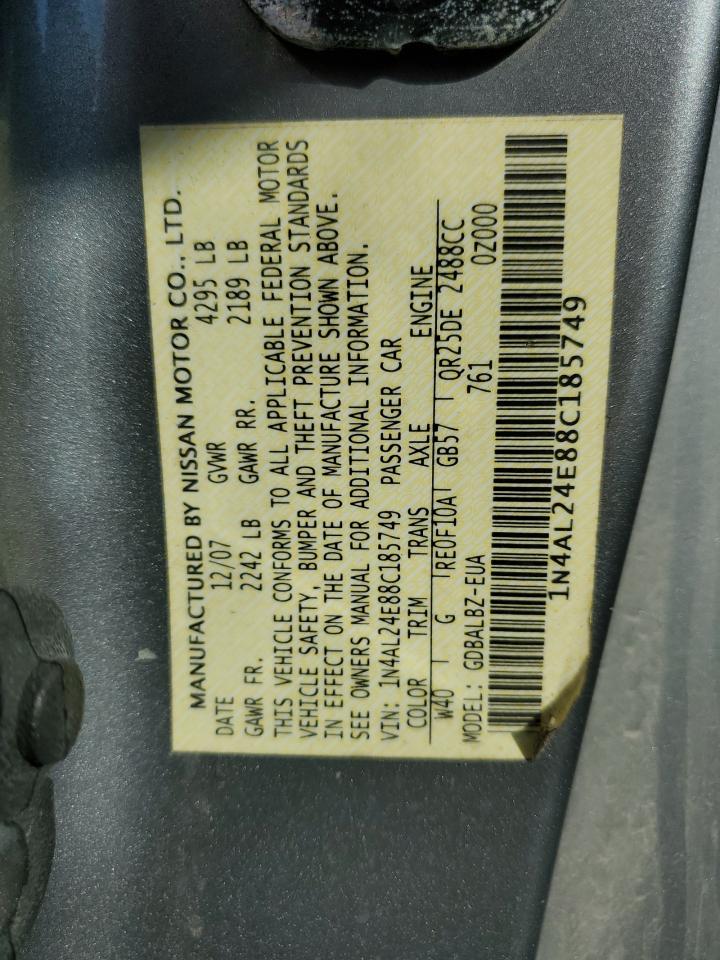 MANUFACTURED BY NISSAN MOTOR CO., LTD.
DATE 12/07 GVWR 4295 LB
GAWR FR. 2242 LB GAWR RR. 2189 LB
THIS VEHICLE CONFORMS TO ALL APPLICABLE FEDERAL MOTOR
VEHICLE SAFETY, BUMPER AND THEFT PREVENTION STANDARDS
IN EFFECT ON THE DATE OF MANUFACTURE SHOWN ABOVE.
SEE OWNERS MANUAL FOR ADDITIONAL INFORMATION.
VIN: 1N4AL24E88C185749 PASSENGER CAR
COLOR TRIM TRANS AXLE ENGINE
W40 G RE0F10A GB57 QR25DE 2488CC
MODEL: GDBALBZ-EUA 761 0Z000
1N4AL24E88C185749